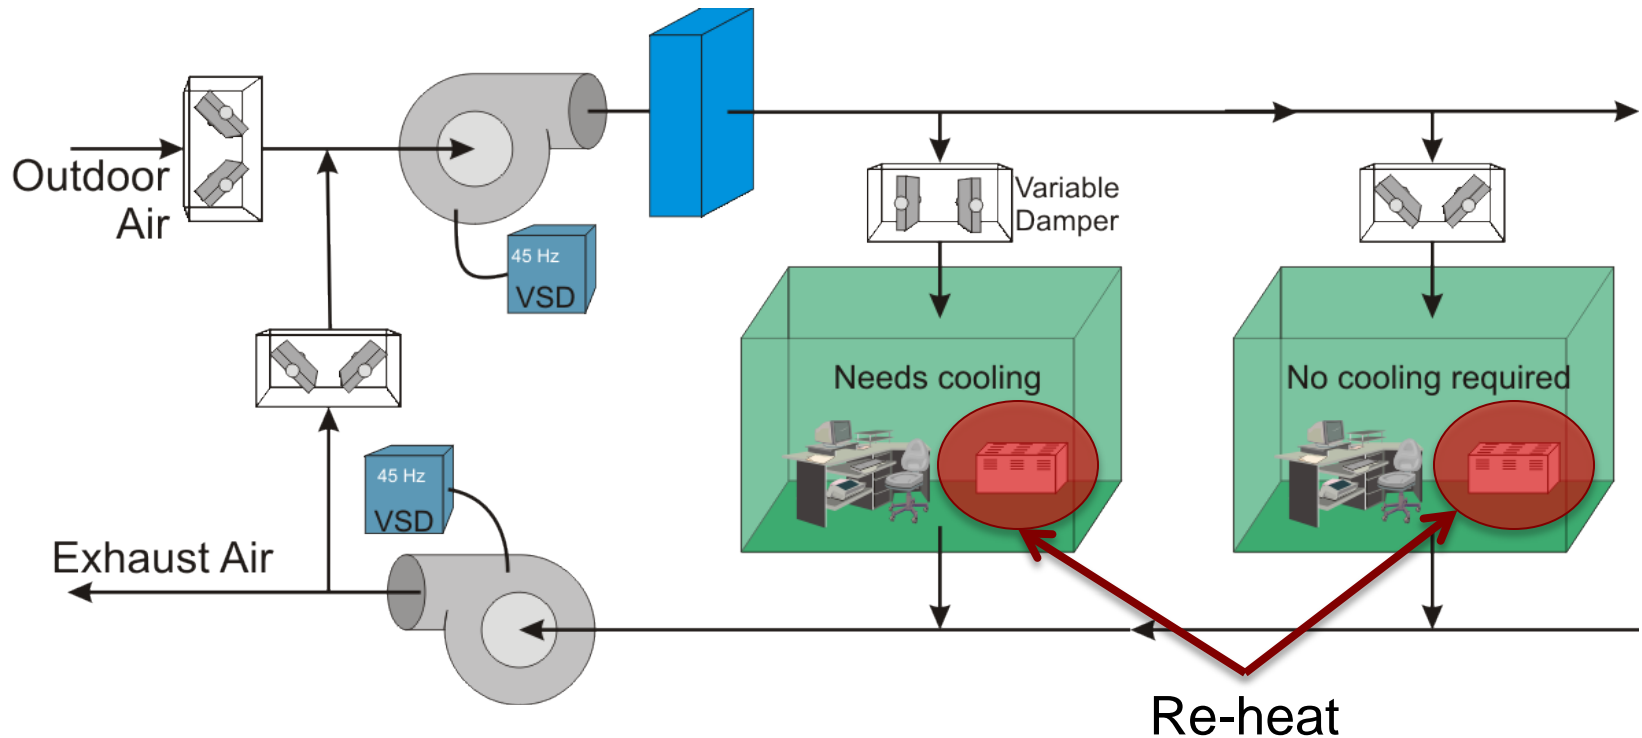 Outdoor
Air
45 Hz
VSD
Variable
Damper
Needs cooling
No cooling required
45 Hz
VSD
Exhaust Air
Re-heat